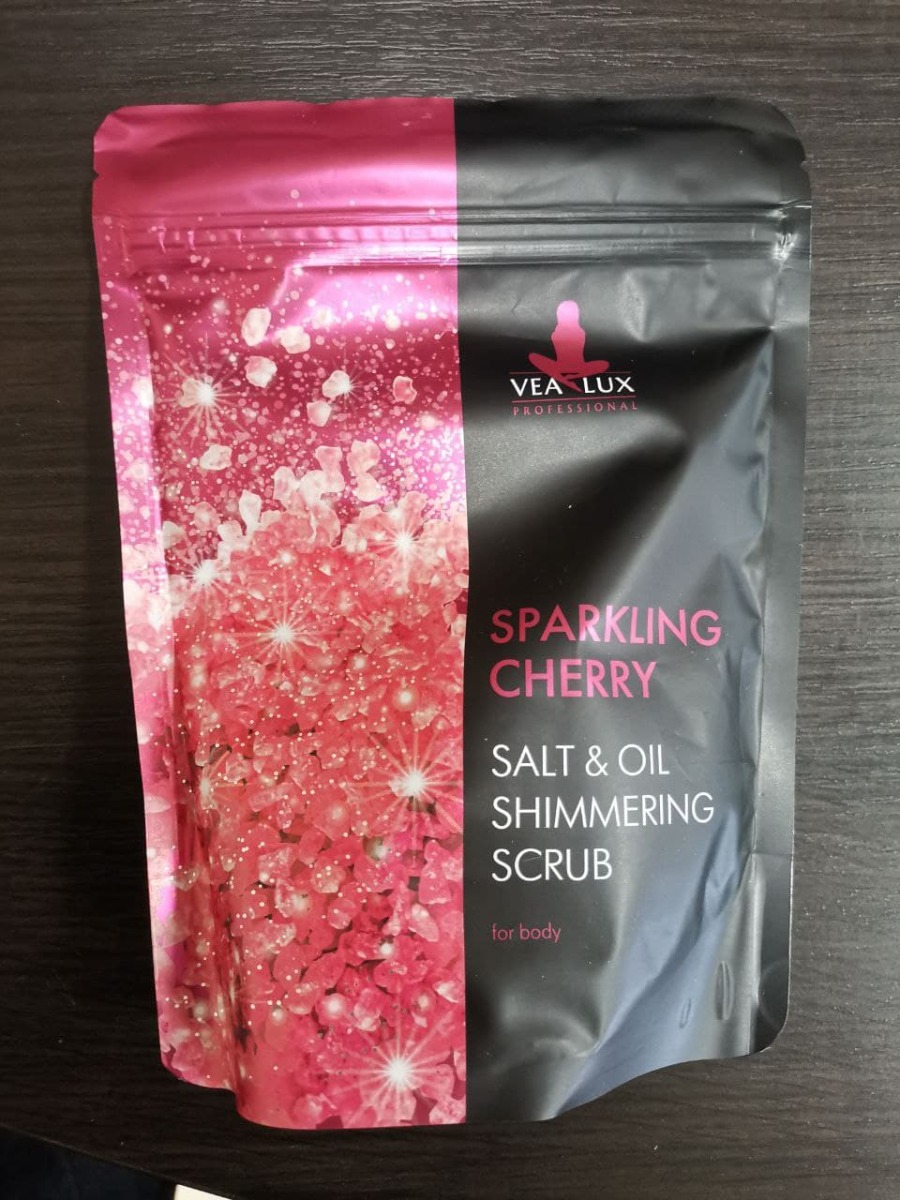 VEA LUX
PROFESSIONAL
SPARKLING
CHERRY
SALT & OIL
SHIMMERING
SCRUB
for body